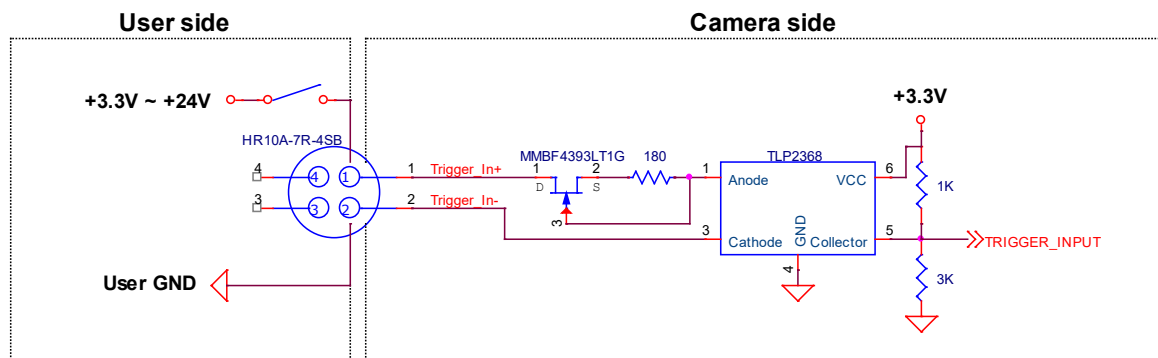 User side
Camera side
+3.3V ~ +24V
+3.3V
HR10A-7R-4SB
MMBF4393LT1G
180
TLP2368
4
4
1
1
Trigger_In+
1
D
2
S
1
Anode
VCC
6
1K
3
3
3
2
2
Trigger_In-
3
Cathode
GND
Collector
5
TRIGGER_INPUT
4
3K
User GND